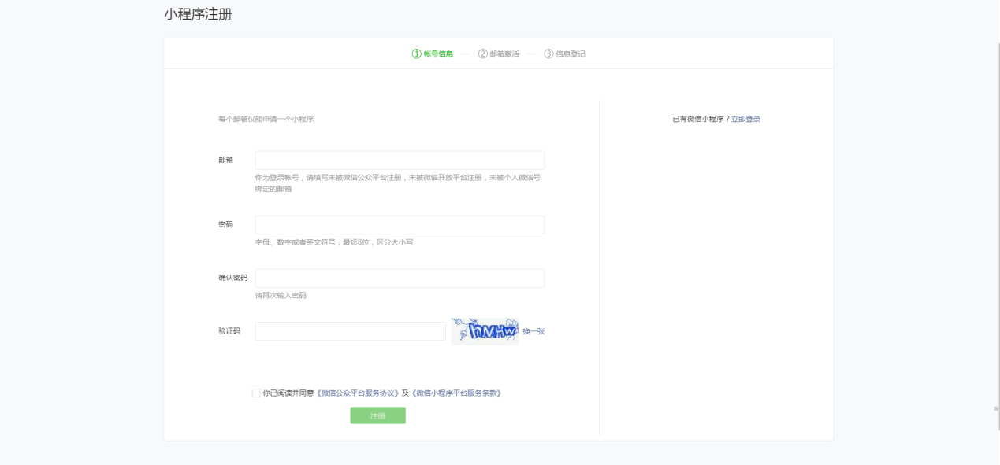 小程序注册
① 帐号信息 — ② 邮箱激活 — ③ 信息登记
每个邮箱仅能申请一个小程序
已有微信小程序？立即登录
邮箱
作为登录帐号，请填写未被微信公众平台注册，未被微信开放平台注册，未被个人微信号
绑定的邮箱
密码
字母、数字或者英文符号，最短8位，区分大小写
确认密码
请再次输入密码
验证码
换一张
你已阅读并同意《微信公众平台服务协议》及《微信小程序平台服务条款》
注册